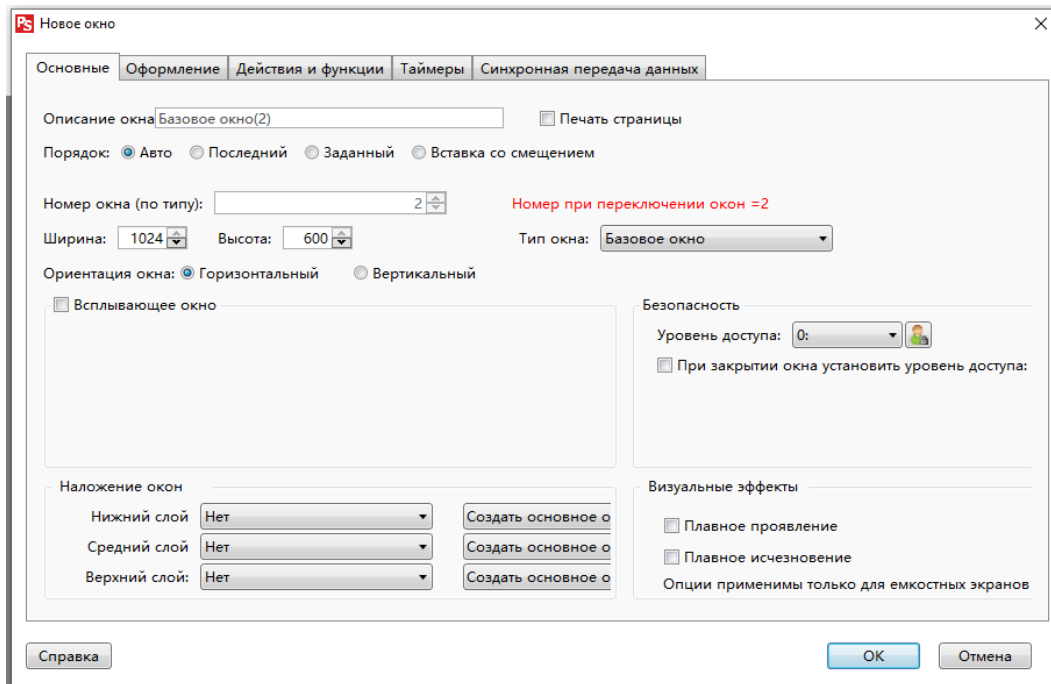 PS Новое окно
Основные Оформление Действия и функции Таймеры Синхронная передача данных
Описание окна Базовое окно(2) Печать страницы
Порядок: Авто Последний Заданный Вставка со смещением
Номер окна (по типу): 2 Номер при переключении окон =2
Ширина: 1024 Высота: 600 Тип окна: Базовое окно
Ориентация окна: Горизонтальный Вертикальный
Всплывающее окно
Безопасность
Уровень доступа: 0:
При закрытии окна установить уровень доступа:
Наложение окон
Нижний слой Нет Создать основное о
Средний слой Нет Создать основное о
Верхний слой: Нет Создать основное о
Визуальные эффекты
Плавное проявление
Плавное исчезновение
Опции применимы только для емкостных экранов
Справка OK Отмена